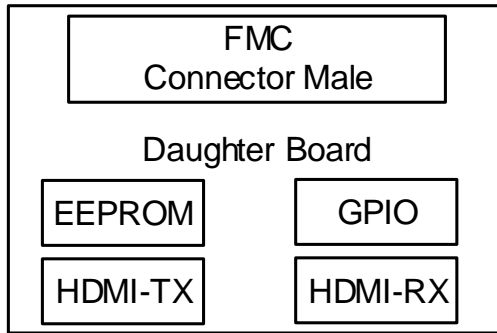 FMC
Connector Male
Daughter Board
EEPROM
GPIO
HDMI-TX
HDMI-RX